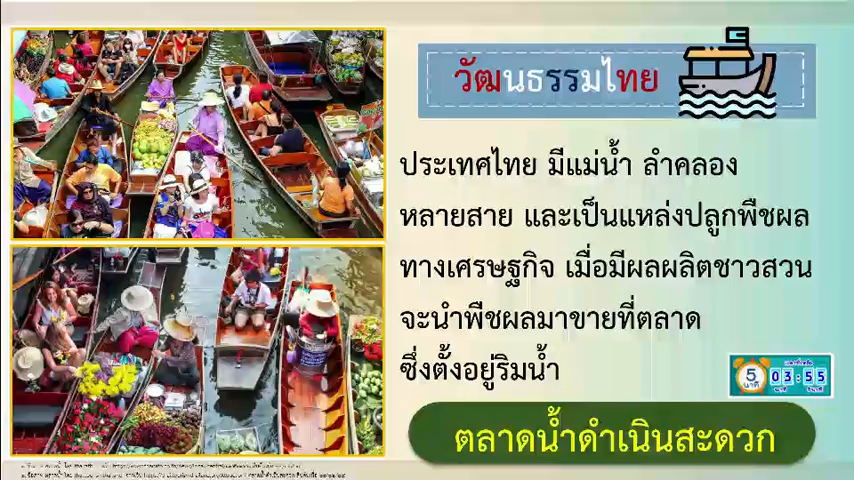 วัฒนธรรมไทย
ประเทศไทย มีแม่น้ำ ลำคลอง
หลายสาย และเป็นแหล่งปลูกพืชผล
ทางเศรษฐกิจ เมื่อมีผลผลิตชาวสวน
จะนำพืชผลมาขายที่ตลาด
ซึ่งตั้งอยู่ริมน้ำ
5
นาที
03:55
ตลาดน้ำดำเนินสะดวก